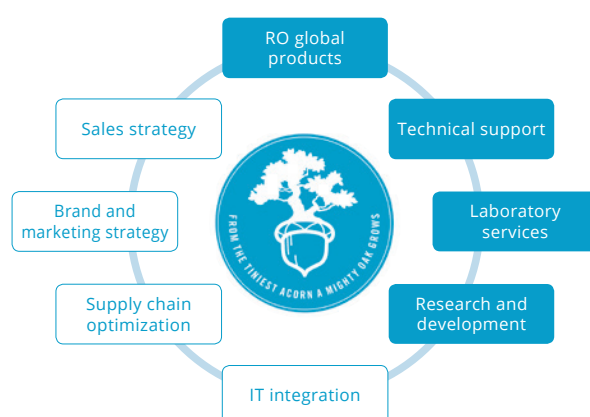 RO global
products
Technical support
Laboratory
services
Research and
development
IT integration
Supply chain
optimization
Brand and
marketing strategy
Sales strategy
FROM THE TINIEST ACORN A MIGHTY OAK GROWS